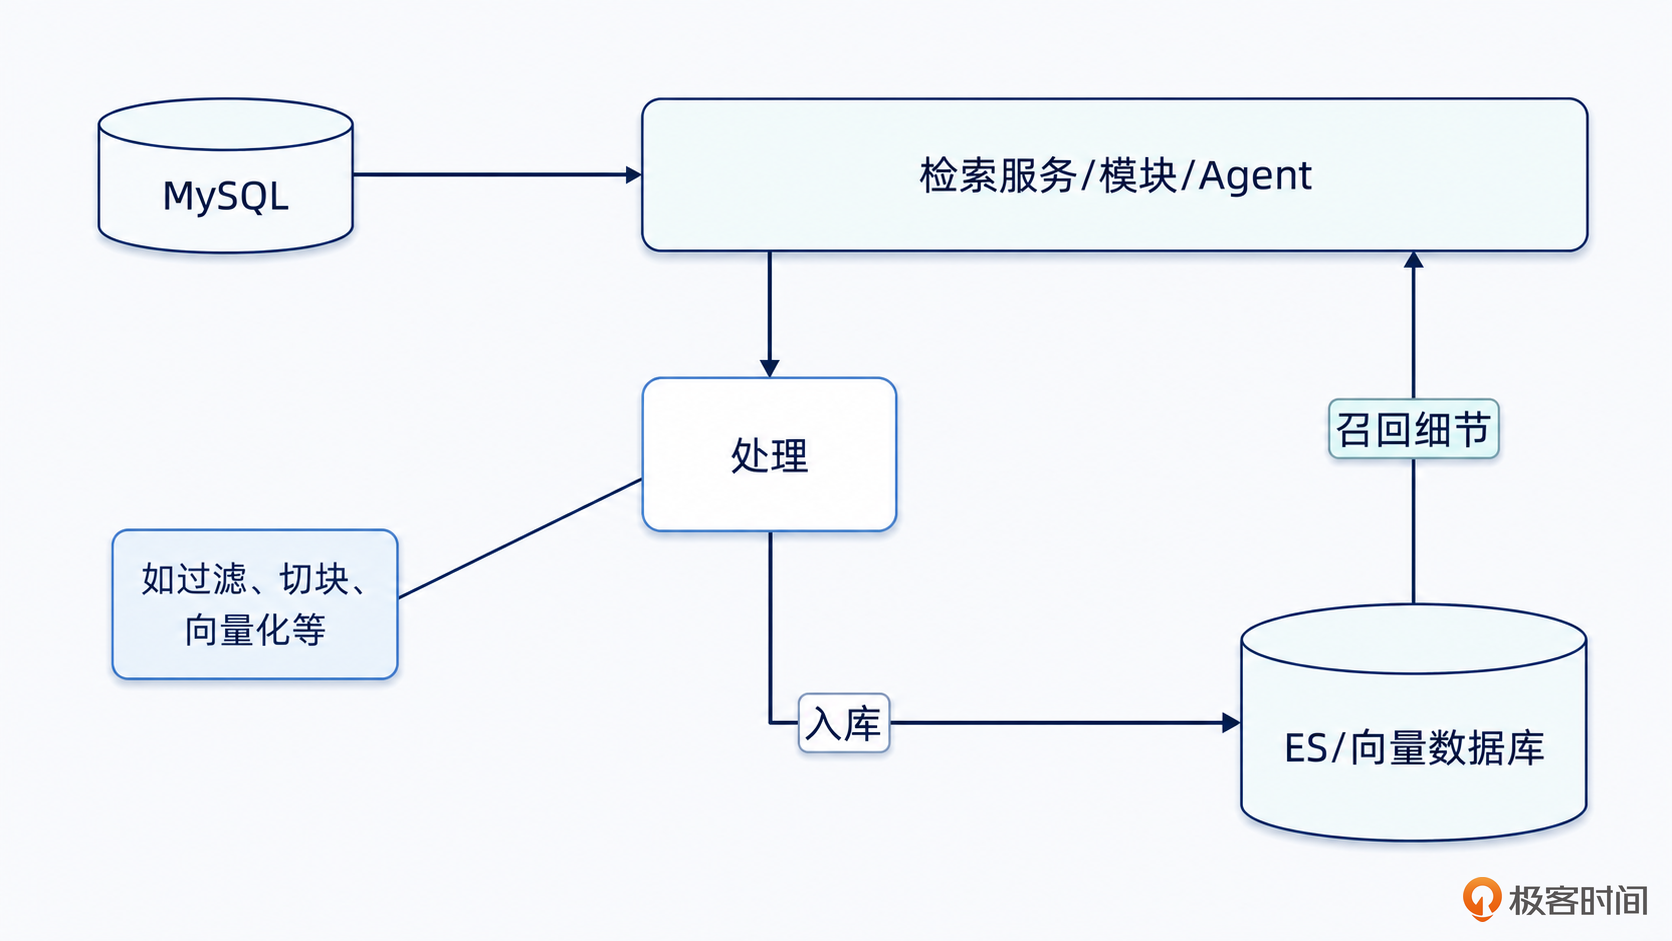 MySQL
检索服务/模块/Agent
处理
召回细节
如过滤、切块、
向量化等
入库
ES/向量数据库
极客时间